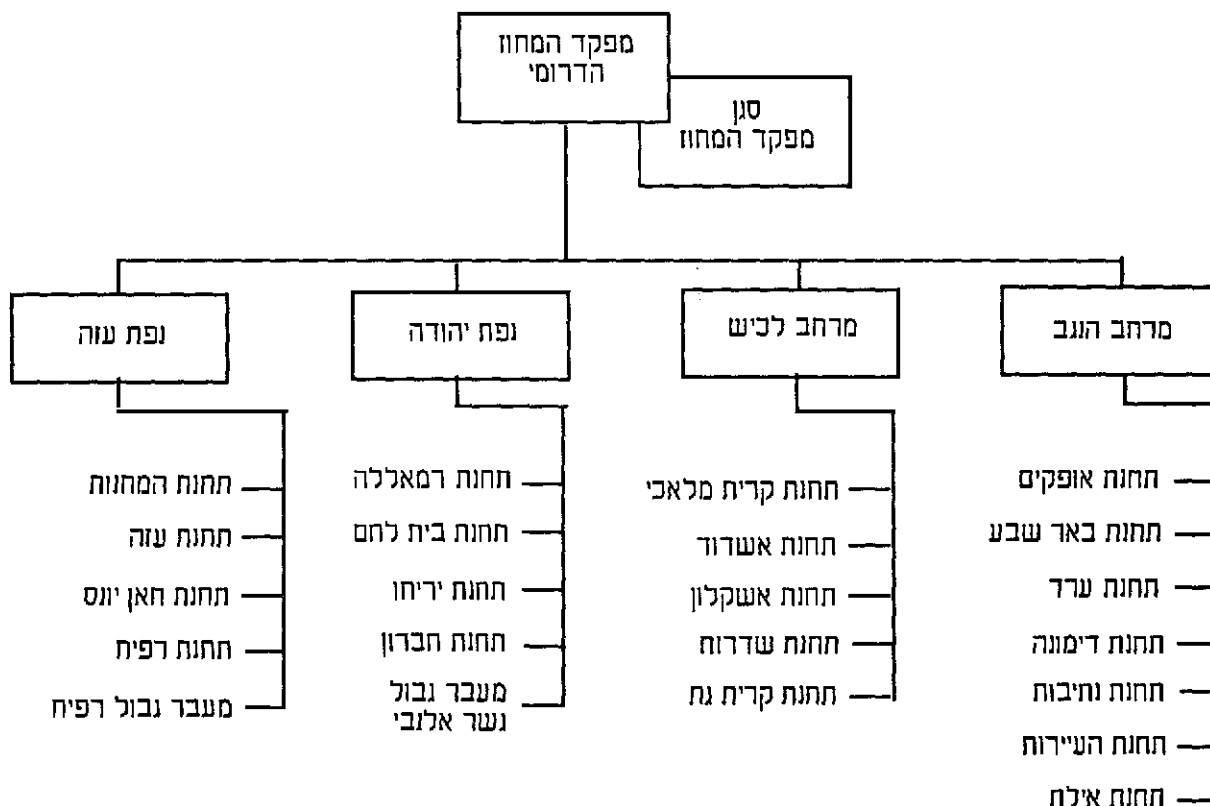 מפקד המחוז
הדרומי
סגן
מפקד המחוז
מרחב הנגב
מרחב לכיש
נפת יהודה
נפת עזה
תחנת אופקים
תחנת באר שבע
תחנת ערד
תחנת דימונה
תחנת נתיבות
תחנת העיירות
תחנת אילת
תחנת קרית מלאכי
תחנת אשדוד
תחנת אשקלון
תחנת שדרות
תחנת קרית גת
תחנת רמאללה
תחנת בית לחם
תחנת יריחו
תחנת חברון
מעבר גבול
גשר אלנבי
תחנת המחנות
תחנת עזה
תחנת חאן יונס
תחנת רפיח
מעבר גבול רפיח